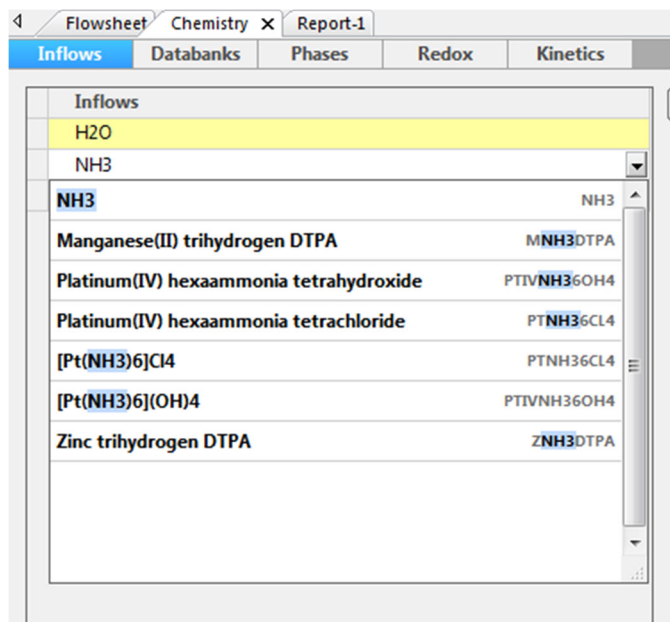 Flowsheet Chemistry X Report-1
Inflows Databanks Phases Redox Kinetics
Inflows
H2O
NH3
NH3 NH3
Manganese(II) trihydrogen DTPA MNH3DTPA
Platinum(IV) hexaammonia tetrahydroxide PTIVNH36OH4
Platinum(IV) hexaammonia tetrachloride PTNH36CL4
[Pt(NH3)6]Cl4 PTNH36CL4
[Pt(NH3)6](OH)4 PTIVNH36OH4
Zinc trihydrogen DTPA ZNH3DTPA